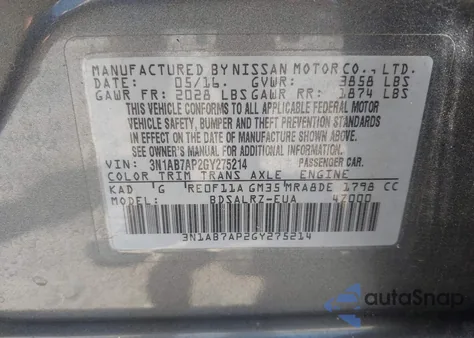 MANUFACTURED BY NISSAN MOTOR CO., LTD.
DATE: 05/16. GVWR: 3858 LBS
GAWR FR: 2028 LBS GAWR RR: 1874 LBS
THIS VEHICLE CONFORMS TO ALL APPLICABLE FEDERAL MOTOR
VEHICLE SAFETY, BUMPER AND THEFT PREVENTION STANDARDS
IN EFFECT ON THE DATE OF MANUFACTURE SHOWN ABOVE.
SEE OWNER'S MANUAL FOR ADDITIONAL INFORMATION.
VIN: 3N1AB7AP2GY275214 PASSENGER CAR.
COLOR TRIM TRANS AXLE ENGINE
KAD G RE0F11A GM35 MRA8DE 1798 CC
MODEL: BDSALRZ-EUA 47000
3N1AB7AP2GY275214
autoSnap